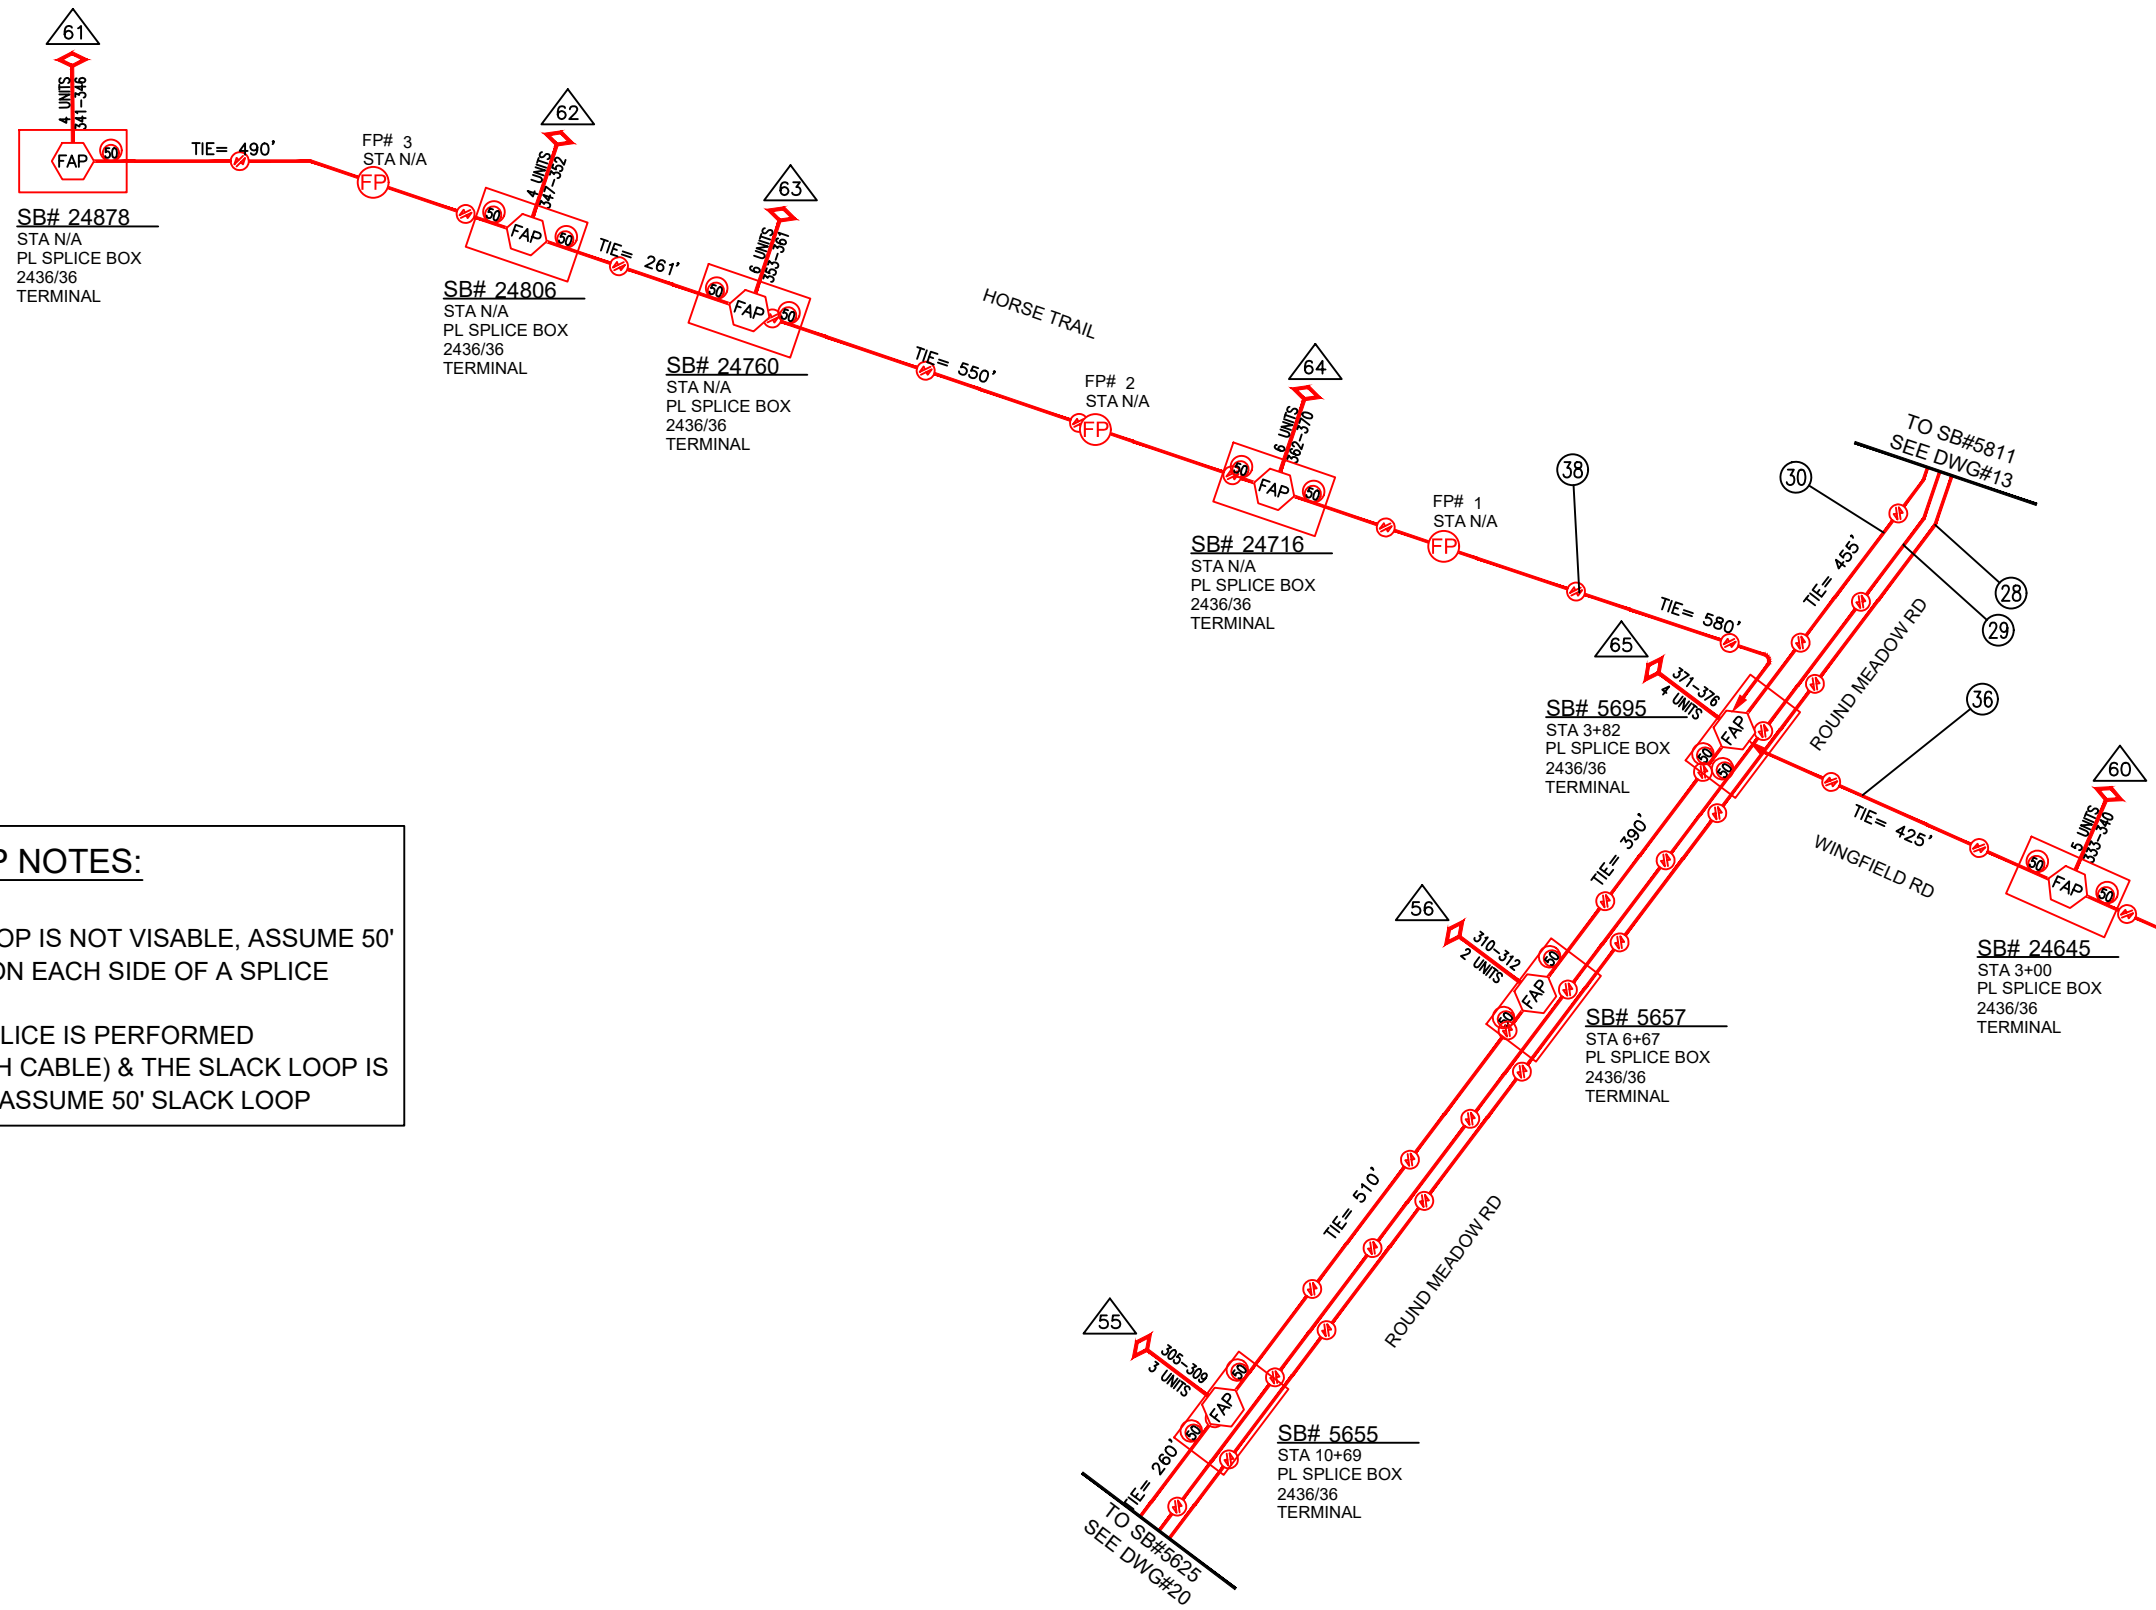 61
4 UNITS
341-346
FAP
50
TIE= 490'
SB# 24878
STA N/A
PL SPLICE BOX
2436/36
TERMINAL
FP# 3
STA N/A
FP
62
4 UNITS
347-352
50
FAP
50
TIE= 261'
SB# 24806
STA N/A
PL SPLICE BOX
2436/36
TERMINAL
63
6 UNITS
353-361
50
FAP
50
SB# 24760
STA N/A
PL SPLICE BOX
2436/36
TERMINAL
HORSE TRAIL
TIE= 550'
FP# 2
STA N/A
FP
64
6 UNITS
362-370
50
FAP
50
SB# 24716
STA N/A
PL SPLICE BOX
2436/36
TERMINAL
FP# 1
STA N/A
FP
38
TIE= 580'
TO SB#5811
SEE DWG#13
30
TIE= 455'
28
29
ROUND MEADOW RD
65
371-376
4 UNITS
FAP
50
50
SB# 5695
STA 3+82
PL SPLICE BOX
2436/36
TERMINAL
36
TIE= 425'
WINGFIELD RD
60
5 UNITS
333-340
50
FAP
50
SB# 24645
STA 3+00
PL SPLICE BOX
2436/36
TERMINAL
TIE= 390'
56
310-312
2 UNITS
50
FAP
50
SB# 5657
STA 6+67
PL SPLICE BOX
2436/36
TERMINAL
P NOTES:
OP IS NOT VISABLE, ASSUME 50'
ON EACH SIDE OF A SPLICE
LICE IS PERFORMED
H CABLE) & THE SLACK LOOP IS
ASSUME 50' SLACK LOOP
TIE= 510'
ROUND MEADOW RD
55
305-309
3 UNITS
50
FAP
50
SB# 5655
STA 10+69
PL SPLICE BOX
2436/36
TERMINAL
TIE= 260'
TO SB#5625
SEE DWG#20